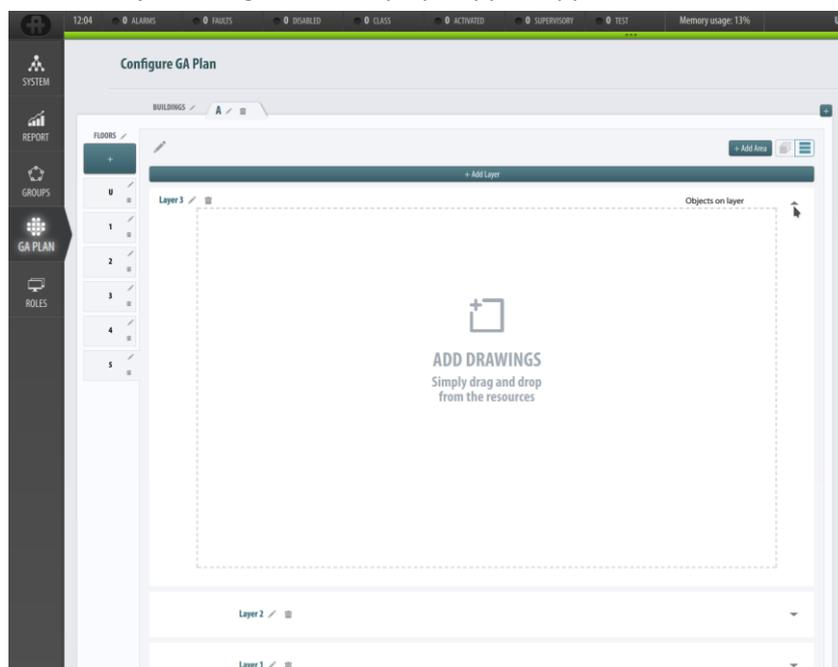 12:04 0 ALARMS 0 FAULTS 0 DISABLED 0 CLASS 0 ACTIVATED 0 SUPERVISORY 0 TEST Memory usage: 13%
SYSTEM
REPORT
GROUPS
GA PLAN
ROLES
Configure GA Plan
BUILDINGS A
FLOORS
+
U
1
2
3
4
5
+ Add Area
+ Add Layer
Layer 3 Objects on layer
ADD DRAWINGS
Simply drag and drop
from the resources
Layer 2
Layer 1